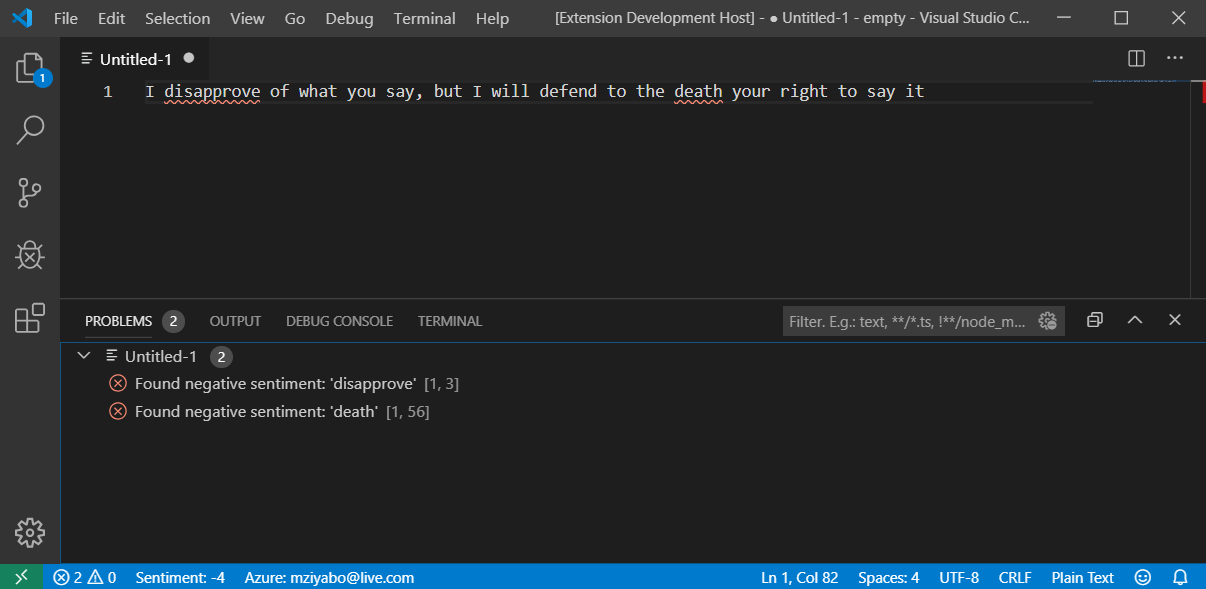 File Edit Selection View Go Debug Terminal Help [Extension Development Host] - ● Untitled-1 - empty - Visual Studio C...
Untitled-1 ●
1 I disapprove of what you say, but I will defend to the death your right to say it
1
PROBLEMS 2 OUTPUT DEBUG CONSOLE TERMINAL Filter. E.g.: text, **/*.ts, !**/node_m...
Untitled-1 2
Found negative sentiment: 'disapprove' [1, 3]
Found negative sentiment: 'death' [1, 56]
2 0 Sentiment: -4 Azure: mziyabo@live.com Ln 1, Col 82 Spaces: 4 UTF-8 CRLF Plain Text